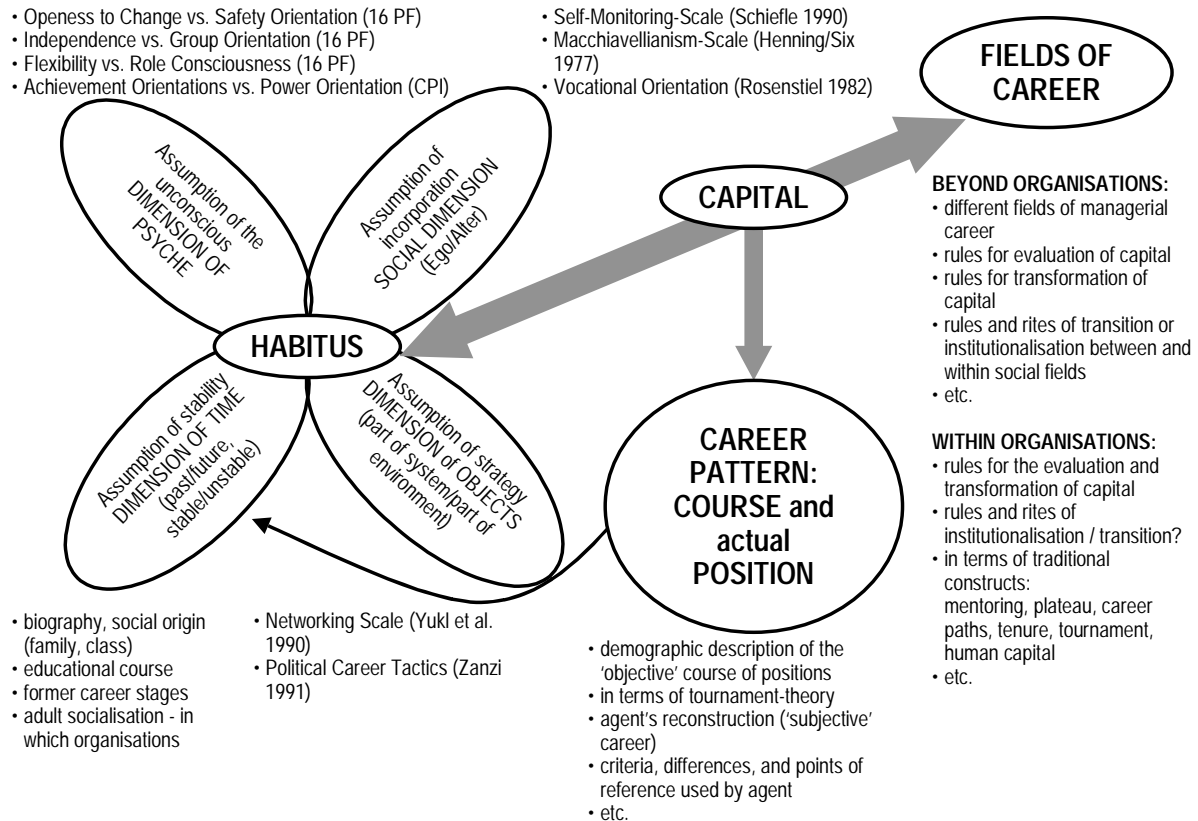 • Openess to Change vs. Safety Orientation (16 PF)
• Independence vs. Group Orientation (16 PF)
• Flexibility vs. Role Consciousness (16 PF)
• Achievement Orientations vs. Power Orientation (CPI)
• Self-Monitoring-Scale (Schiefle 1990)
• Macchiavellianism-Scale (Henning/Six
1977)
• Vocational Orientation (Rosenstiel 1982)
FIELDS OF
CAREER
Assumption of the
unconscious
DIMENSION OF
PSYCHE
Assumption of
incorporation
SOCIAL DIMENSION
(Ego/Alter)
CAPITAL
HABITUS
Assumption of stability
DIMENSION OF TIME
(past/future,
stable/unstable)
Assumption of strategy
DIMENSION of OBJECTS
(part of system/part of
environment)
CAREER
PATTERN:
COURSE and
actual
POSITION
BEYOND ORGANISATIONS:
• different fields of managerial
career
• rules for evaluation of capital
• rules for transformation of
capital
• rules and rites of transition or
institutionalisation between and
within social fields
• etc.
WITHIN ORGANISATIONS:
• rules for the evaluation and
transformation of capital
• rules and rites of
institutionalisation / transition?
• in terms of traditional
constructs:
mentoring, plateau, career
paths, tenure, tournament,
human capital
• etc.
• biography, social origin
(family, class)
• educational course
• former career stages
• adult socialisation - in
which organisations
• Networking Scale (Yukl et al.
1990)
• Political Career Tactics (Zanzi
1991)
• demographic description of the
'objective' course of positions
• in terms of tournament-theory
• agent's reconstruction ('subjective'
career)
• criteria, differences, and points of
reference used by agent
• etc.